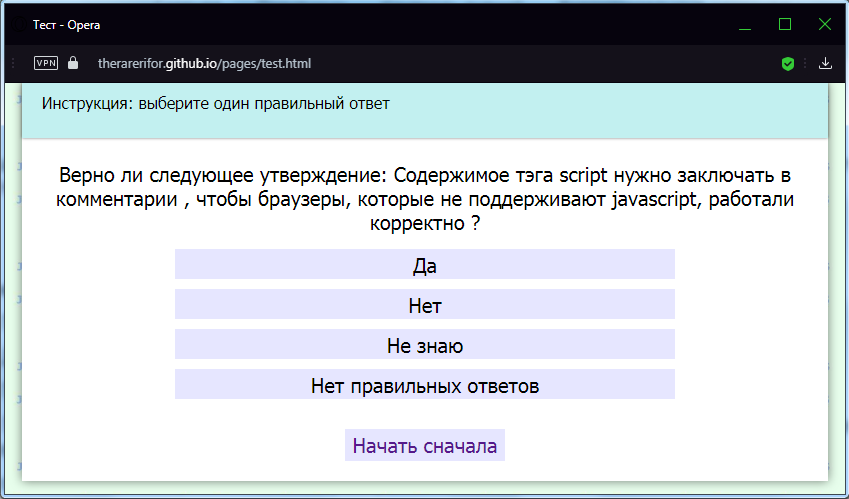 Тест - Opera
VPN therarerifor.github.io/pages/test.html
Инструкция: выберите один правильный ответ
Верно ли следующее утверждение: Содержимое тэга script нужно заключать в
комментарии , чтобы браузеры, которые не поддерживают javascript, работали
корректно ?
Да
Нет
Не знаю
Нет правильных ответов
Начать сначала